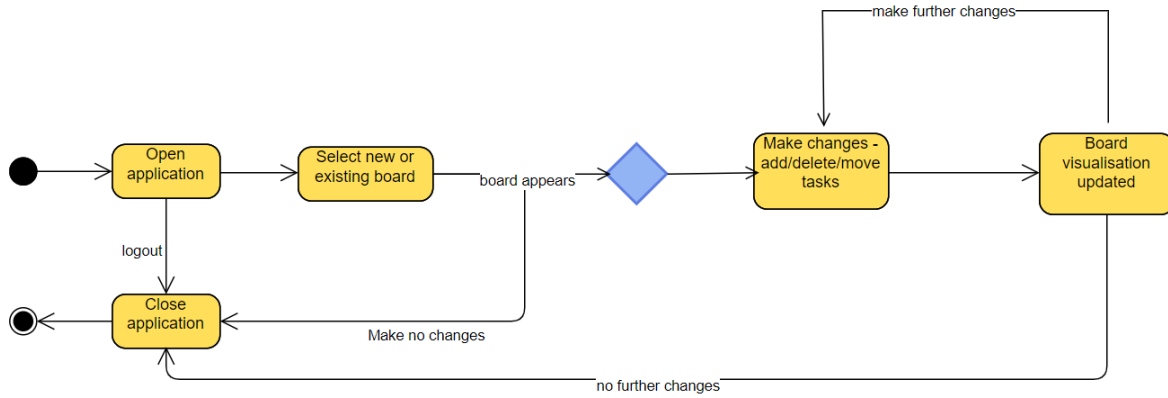 make further changes
Open
application
Select new or
existing board
board appears
Make changes -
add/delete/move
tasks
Board
visualisation
updated
logout
Close
application
Make no changes
no further changes